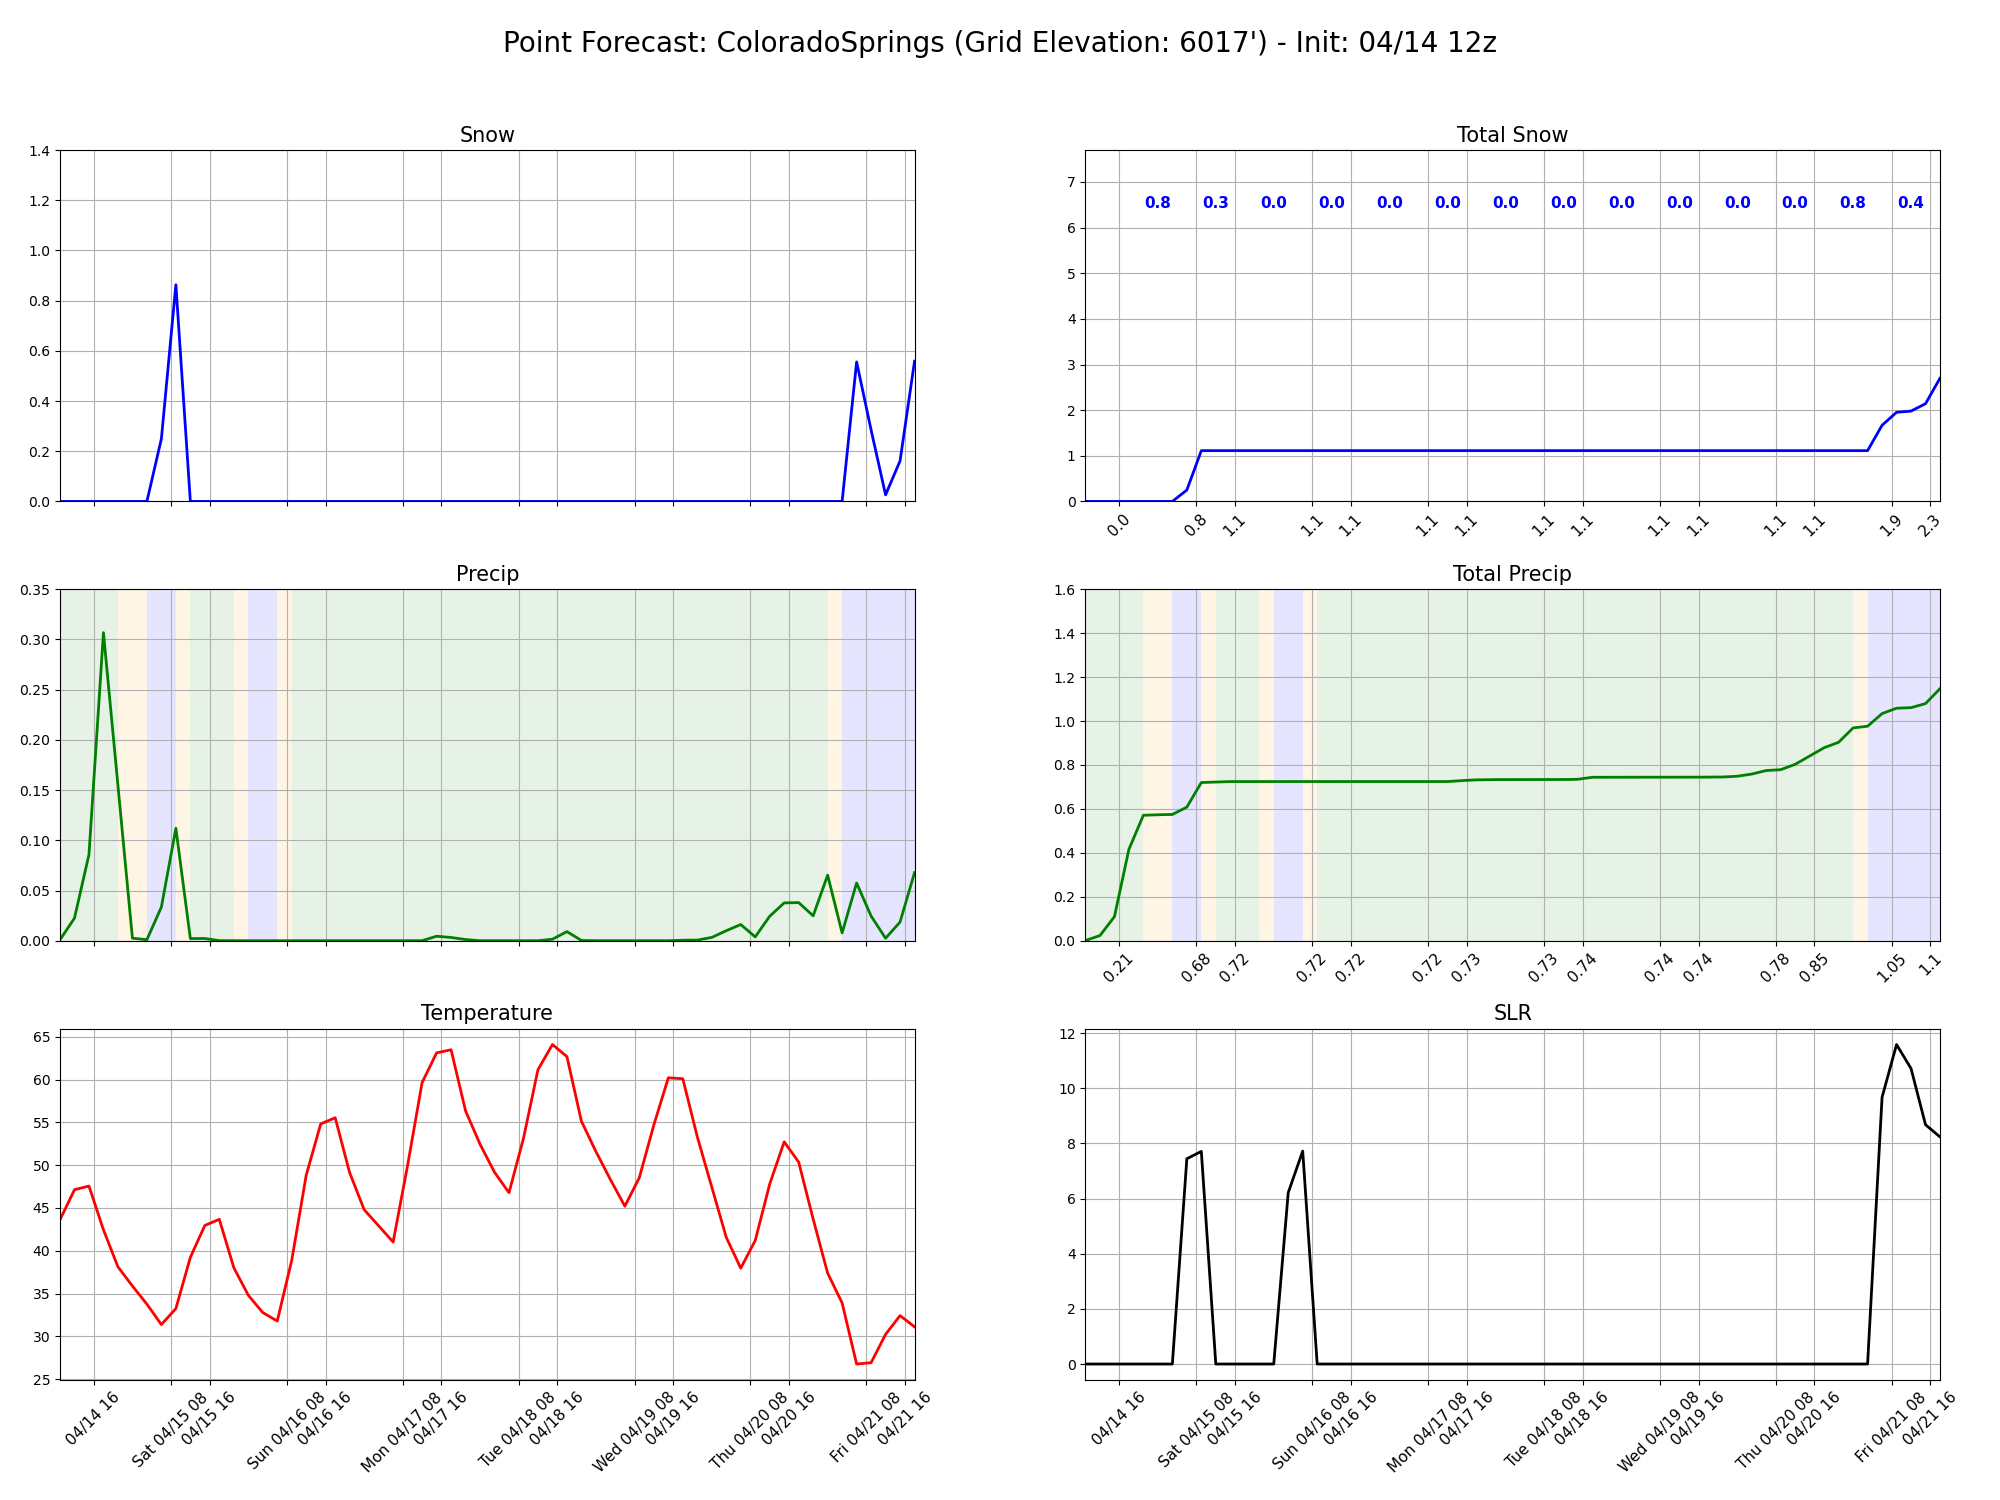 Point Forecast: ColoradoSprings (Grid Elevation: 6017') - Init: 04/14 12z
Snow
1.4
1.2
1.0
0.8
0.6
0.4
0.2
0.0
Total Snow
7
6
5
4
3
2
1
0
0.8 0.3 0.0 0.0 0.0 0.0 0.0 0.0 0.0 0.0 0.0 0.0 0.8 0.4
0.0 0.8 1.1 1.1 1.1 1.1 1.1 1.1 1.1 1.1 1.1 1.1 1.1 1.9 2.3
Precip
0.35
0.30
0.25
0.20
0.15
0.10
0.05
0.00
Total Precip
1.6
1.4
1.2
1.0
0.8
0.6
0.4
0.2
0.0
0.21 0.68 0.72 0.72 0.72 0.72 0.73 0.73 0.74 0.74 0.74 0.78 0.85 1.05 1.1
Temperature
65
60
55
50
45
40
35
30
25
04/14 16
Sat 04/15 08
04/15 16
Sun 04/16 08
04/16 16
Mon 04/17 08
04/17 16
Tue 04/18 08
04/18 16
Wed 04/19 08
04/19 16
Thu 04/20 08
04/20 16
Fri 04/21 08
04/21 16
SLR
12
10
8
6
4
2
0
04/14 16
Sat 04/15 08
04/15 16
Sun 04/16 08
04/16 16
Mon 04/17 08
04/17 16
Tue 04/18 08
04/18 16
Wed 04/19 08
04/19 16
Thu 04/20 08
04/20 16
Fri 04/21 08
04/21 16